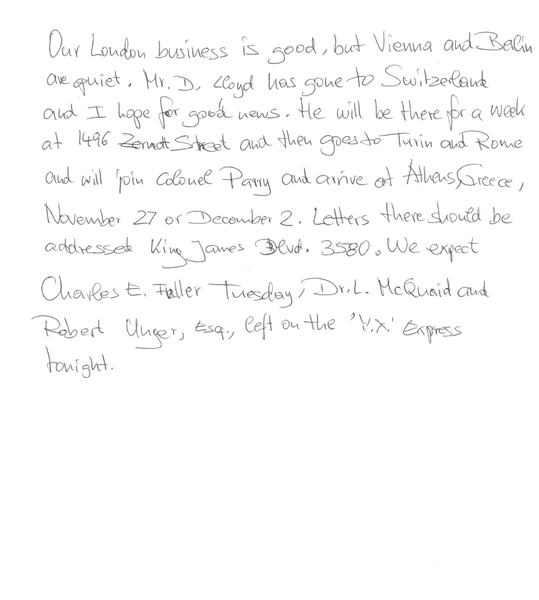 Our London business is good, but Vienna and Berlin
are quiet. Mr. D. Lloyd has gone to Switzerland
and I hope for good news. He will be there for a week
at 1496 Zermott Street and then goes to Turin and Rome
and will join Colonel Parry and arrive at Athens, Greece,
November 27 or December 2. Letters there should be
addressed King James Blvd. 3580. We expect
Charles E. Fuller Tuesday, Dr. L. McQuaid and
Robert Unger, Esq., left on the 'Y.X.' Express
tonight.